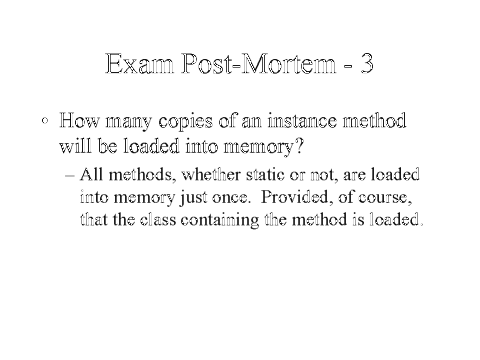 Exam Post-Mortem - 3
◦ How many copies of an instance method
will be loaded into memory?
– All methods, whether static or not, are loaded
into memory just once.  Provided, of course,
that the class containing the method is loaded.